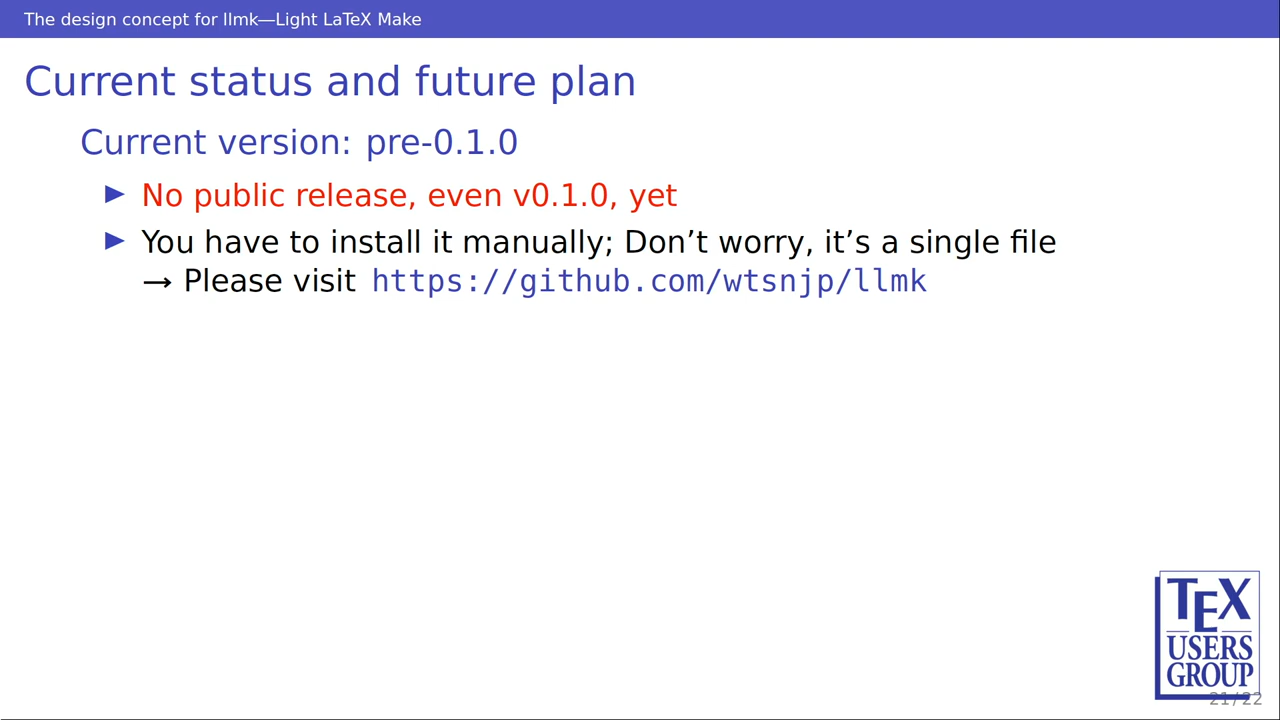 The design concept for llmk—Light LaTeX Make
Current status and future plan
Current version: pre-0.1.0
▶ No public release, even v0.1.0, yet
▶ You have to install it manually; Don’t worry, it’s a single file
→ Please visit https://github.com/wtsnjp/llmk
TEX
USERS
GROUP
21/22